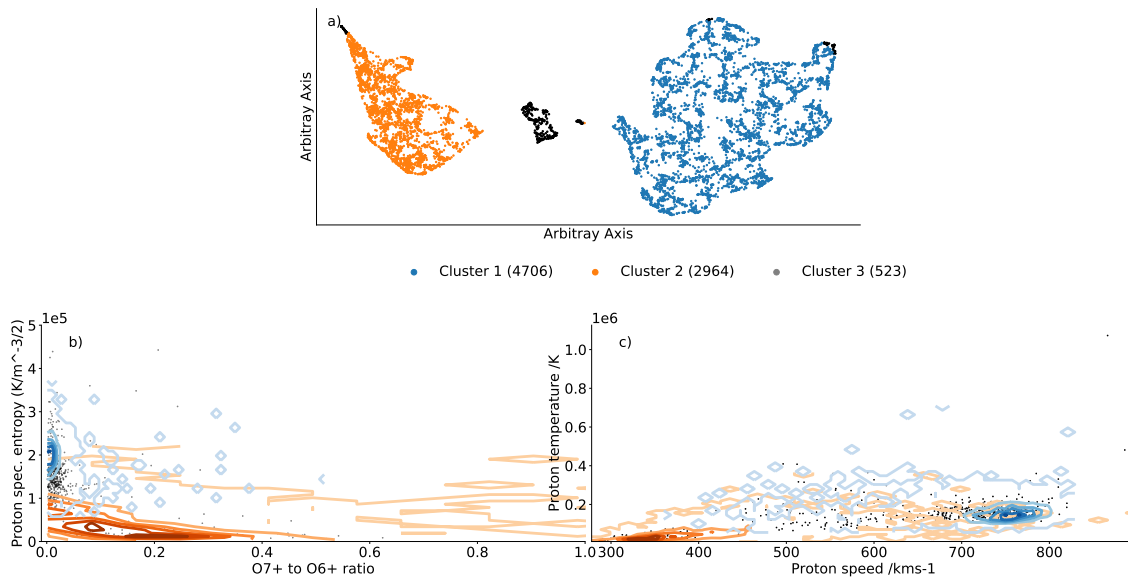 a)
Arbitray Axis
Arbitray Axis
Cluster 1 (4706)
Cluster 2 (2964)
Cluster 3 (523)
1e5
b)
Proton spec. entropy (K/m^-3/2)
5
4
3
2
1
0
0.0 0.2 0.4 0.6 0.8 1.0
O7+ to O6+ ratio
1e6
c)
Proton temperature /K
1.0
0.8
0.6
0.4
0.2
300 400 500 600 700 800
Proton speed /kms-1